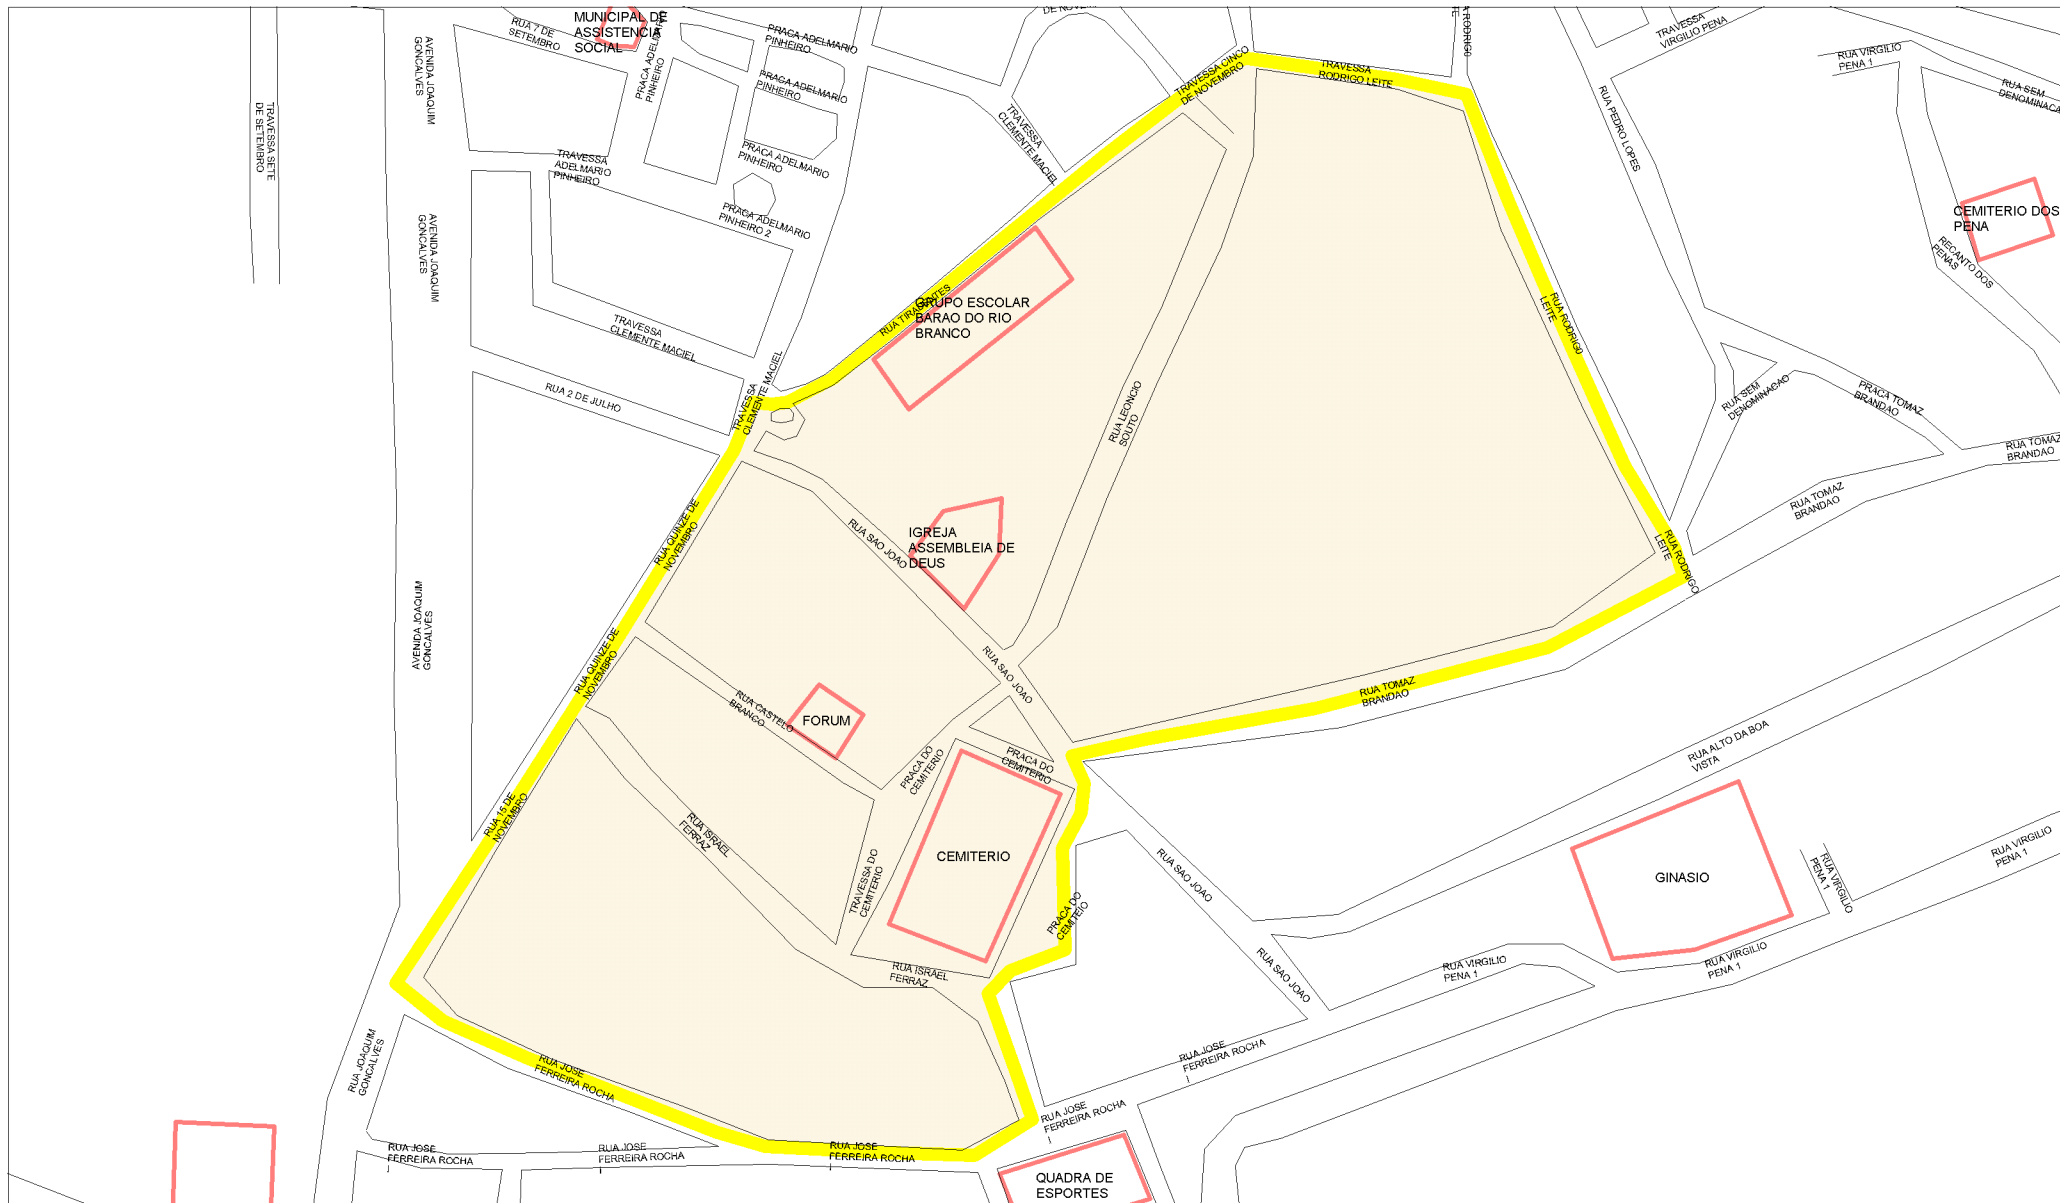 MUNICIPAL DE
ASSISTENCIA
SOCIAL
RUA 7 DE
SETEMBRO
PRACA ADELMARIO
PINHEIRO
PRACA ADELMARIO
PINHEIRO
PRACA ADELMARIO
PINHEIRO
PRACA ADELMARIO
PINHEIRO
PRACA ADELMARIO
PINHEIRO 2
AVENIDA JOAQUIM
GONCALVES
AVENIDA JOAQUIM
GONCALVES
AVENIDA JOAQUIM
GONCALVES
TRAVESSA SETE
DE SETEMBRO
TRAVESSA
ADELMARIO
PINHEIRO
TRAVESSA
CLEMENTE MACIEL
TRAVESSA
CLEMENTE MACIEL
TRAVESSA
CLEMENTE MACIEL
RUA 2 DE JULHO
DE NOVEMBRO
TRAVESSA CINCO
DE NOVEMBRO
TRAVESSA
RODRIGO LEITE
A RODRIGO
TE
TRAVESSA
VIRGILIO PENA
RUA VIRGILIO
PENA 1
RUA SEM
DENOMINACA
RUA PEDRO LOPES
CEMITERIO DOS
PENA
RECANTO DOS
PENAS
RUA TIRADENTES
GRUPO ESCOLAR
BARAO DO RIO
BRANCO
RUA RODRIGO
LEITE
RUA LEONCIO
SOUTO
RUA SEM
DENOMINACAO
PRACA TOMAZ
BRANDAO
RUA TOMAZ
BRANDAO
RUA TOMAZ
BRANDAO
RUA QUINZE DE
NOVEMBRO
RUA SAO JOAO
IGREJA
ASSEMBLEIA DE
DEUS
RUA RODRIGO
LEITE
RUA QUINZE DE
NOVEMBRO
RUA SAO JOAO
RUA TOMAZ
BRANDAO
RUA CASTELO
BRANCO
FORUM
PRACA DO
CEMITERIO
PRACA DO
CEMITERIO
RUA ALTO DA BOA
VISTA
RUA 15 DE
NOVEMBRO
RUA ISRAEL
FERRAZ
TRAVESSA DO
CEMITERIO
CEMITERIO
RUA SAO JOAO
GINASIO
RUA VIRGILIO
PENA 1
RUA VIRGILIO
PENA 1
PRACA DO
CEMITEIO
RUA ISRAEL
FERRAZ
RUA SAO JOAO
RUA VIRGILIO
PENA 1
RUA VIRGILIO
PENA 1
RUA JOAQUIM
GONCALVES
RUA JOSE
FERREIRA ROCHA
RUA JOSE
FERREIRA ROCHA
I
RUA JOSE
FERREIRA ROCHA
I
RUA JOSE
FERREIRA ROCHA
I
RUA JOSE
FERREIRA ROCHA
I
RUA JOSE
FERREIRA ROCHA
I
QUADRA DE
ESPORTES